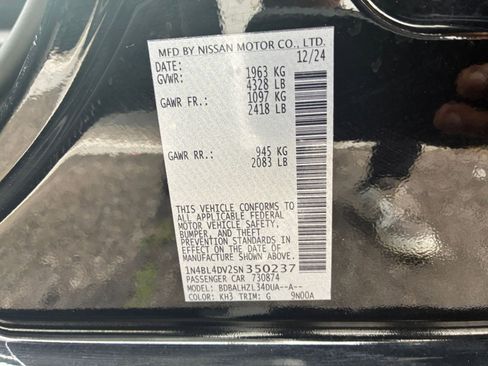 MFD BY NISSAN MOTOR CO., LTD.
DATE: 12/24
GVWR: 1963 KG
4328 LB
GAWR FR.: 1097 KG
2418 LB
GAWR RR.: 945 KG
2083 LB
THIS VEHICLE CONFORMS TO
ALL APPLICABLE FEDERAL
MOTOR VEHICLE SAFETY,
BUMPER, AND THEFT
PREVENTION STANDARDS IN
EFFECT ON THE DATE OF
MANUFACTURE SHOWN ABOVE.
1N4BL4DV2SN350237
PASSENGER CAR 730874
MODEL: BDBALHZL34DUA--A--
COLOR: KH3 TRIM: G 9N00A